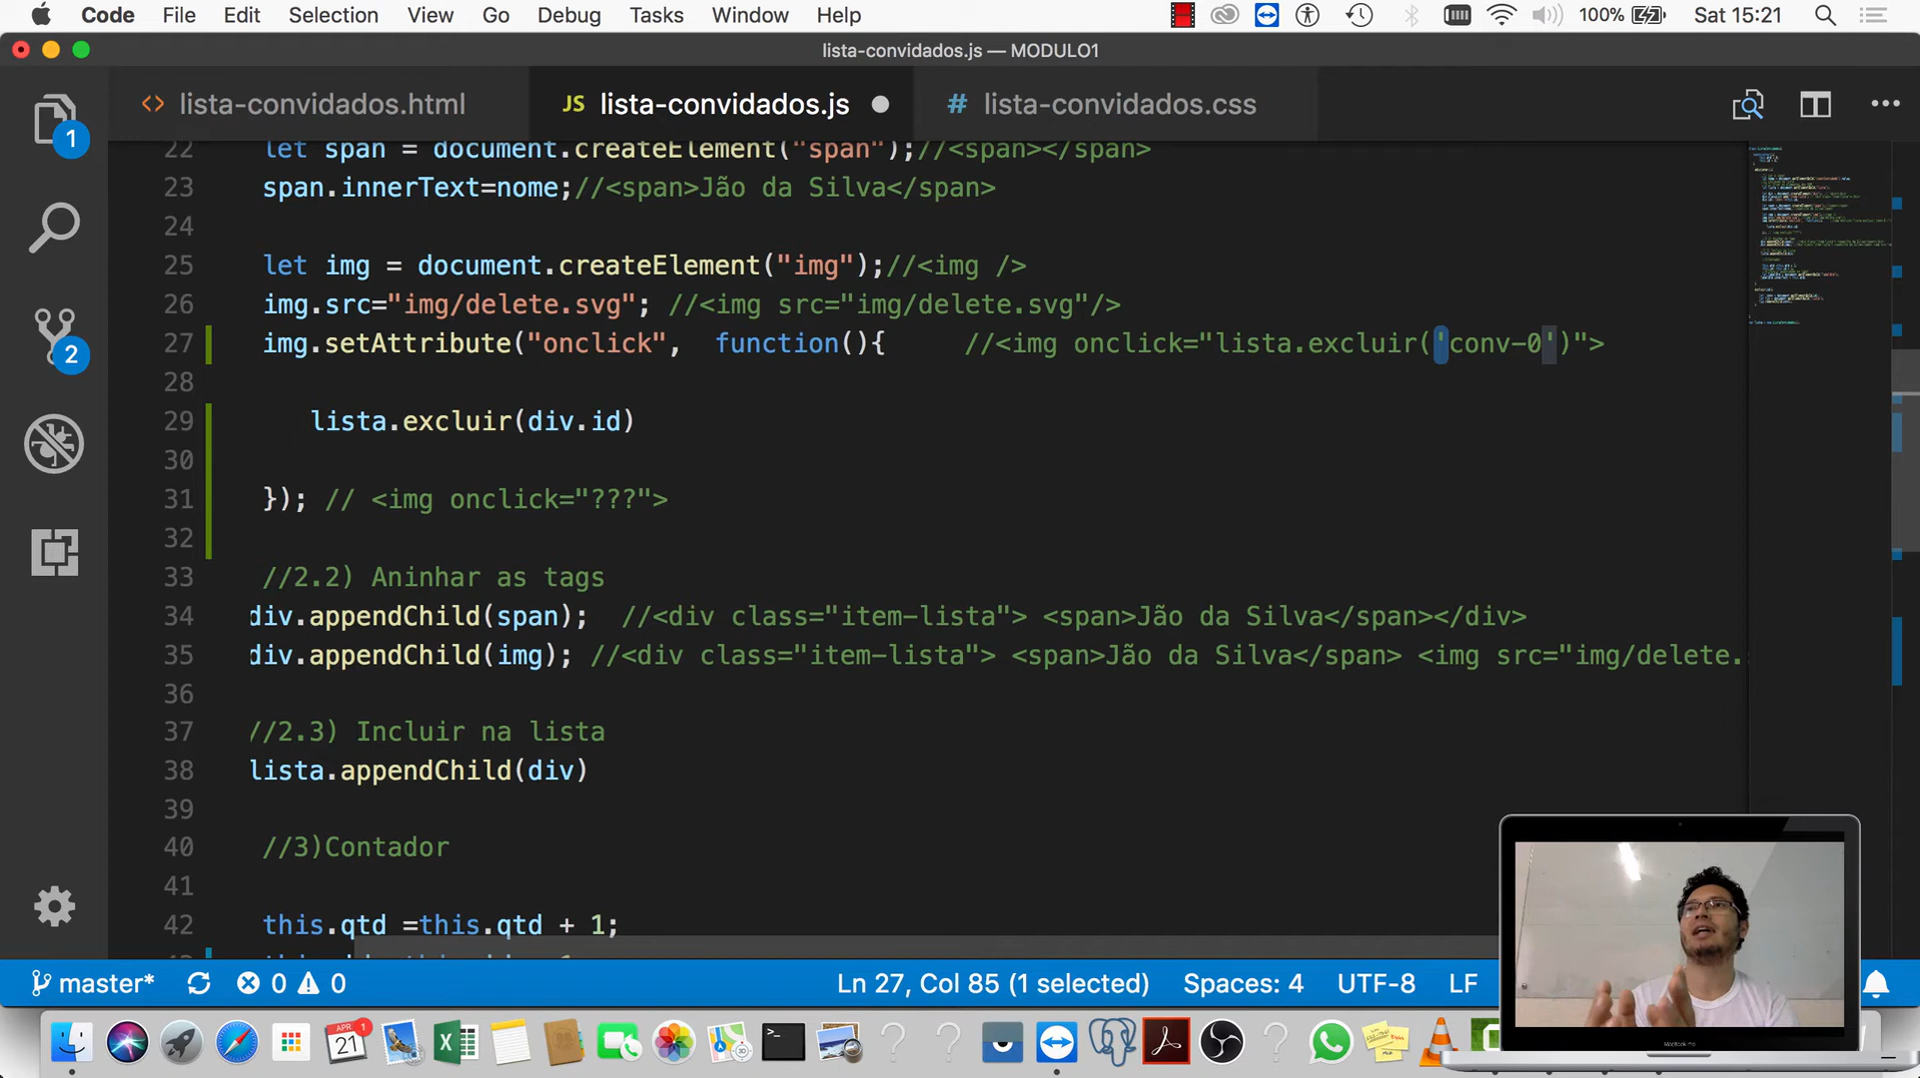 Code File Edit Selection View Go Debug Tasks Window Help 100% Sat 15:21
lista-convidados.js — MODULO1
<> lista-convidados.html JS lista-convidados.js # lista-convidados.css
22 let span = document.createElement("span");//<span></span>
23 span.innerText=nome;//<span>Jão da Silva</span>
24
25 let img = document.createElement("img");//<img />
26 img.src="img/delete.svg"; //<img src="img/delete.svg"/>
27 img.setAttribute("onclick", function(){ //<img onclick="lista.excluir('conv-0')">
28
29 lista.excluir(div.id)
30
31 }); // <img onclick="???">
32
33 //2.2) Aninhar as tags
34 div.appendChild(span); //<div class="item-lista"> <span>Jão da Silva</span></div>
35 div.appendChild(img); //<div class="item-lista"> <span>Jão da Silva</span> <img src="img/delete.
36
37 //2.3) Incluir na lista
38 lista.appendChild(div)
39
40 //3)Contador
41
42 this.qtd =this.qtd + 1;
1
2
master* 0 0 Ln 27, Col 85 (1 selected) Spaces: 4 UTF-8 LF
APR 21 1